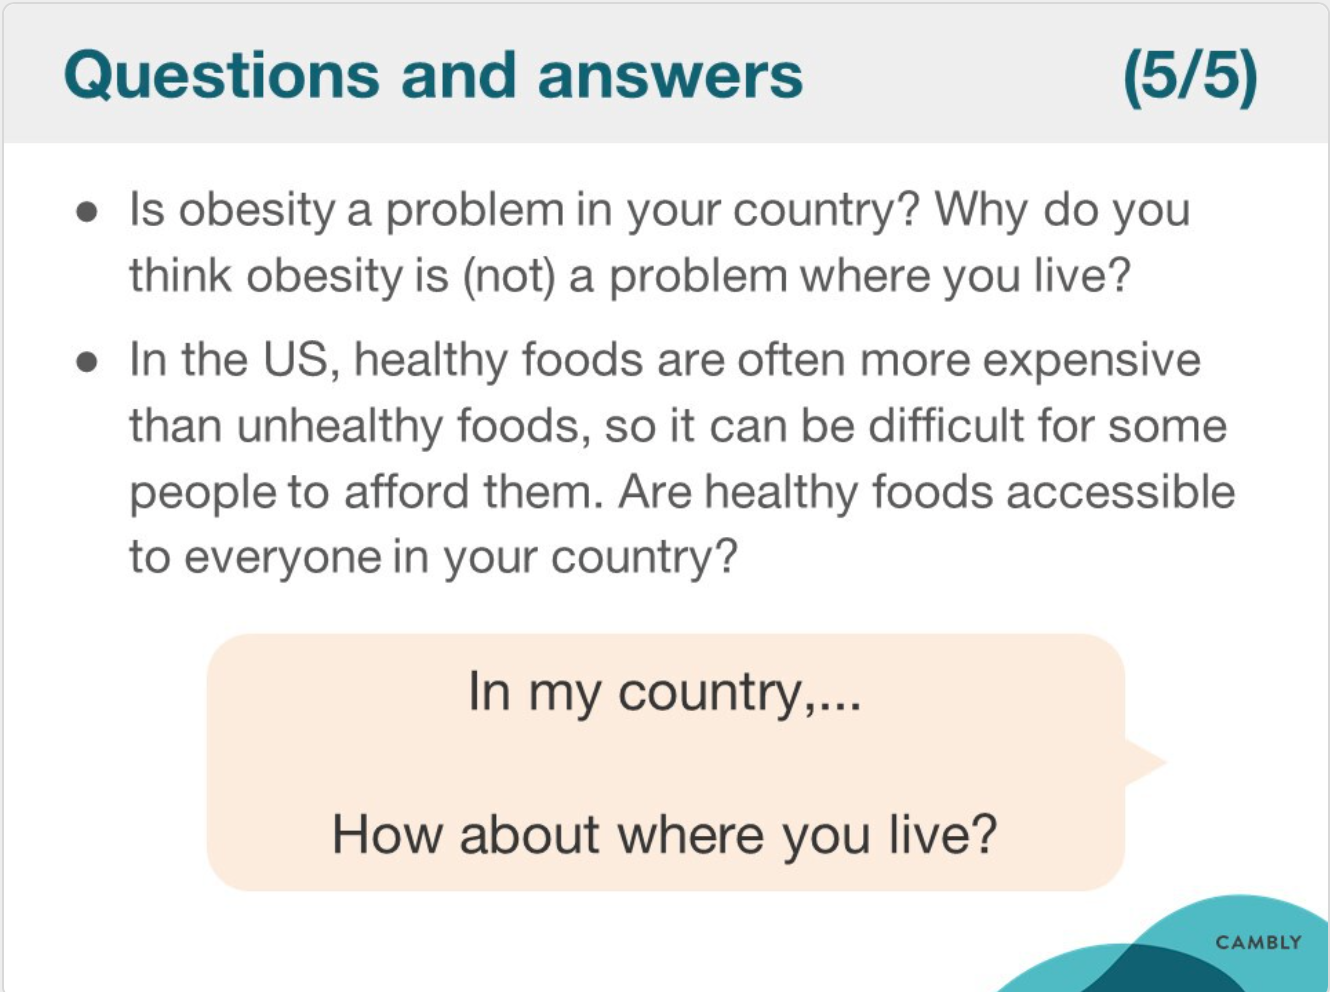 Questions and answers (5/5)
● Is obesity a problem in your country? Why do you
think obesity is (not) a problem where you live?
● In the US, healthy foods are often more expensive
than unhealthy foods, so it can be difficult for some
people to afford them. Are healthy foods accessible
to everyone in your country?
In my country,...
How about where you live?
CAMBLY